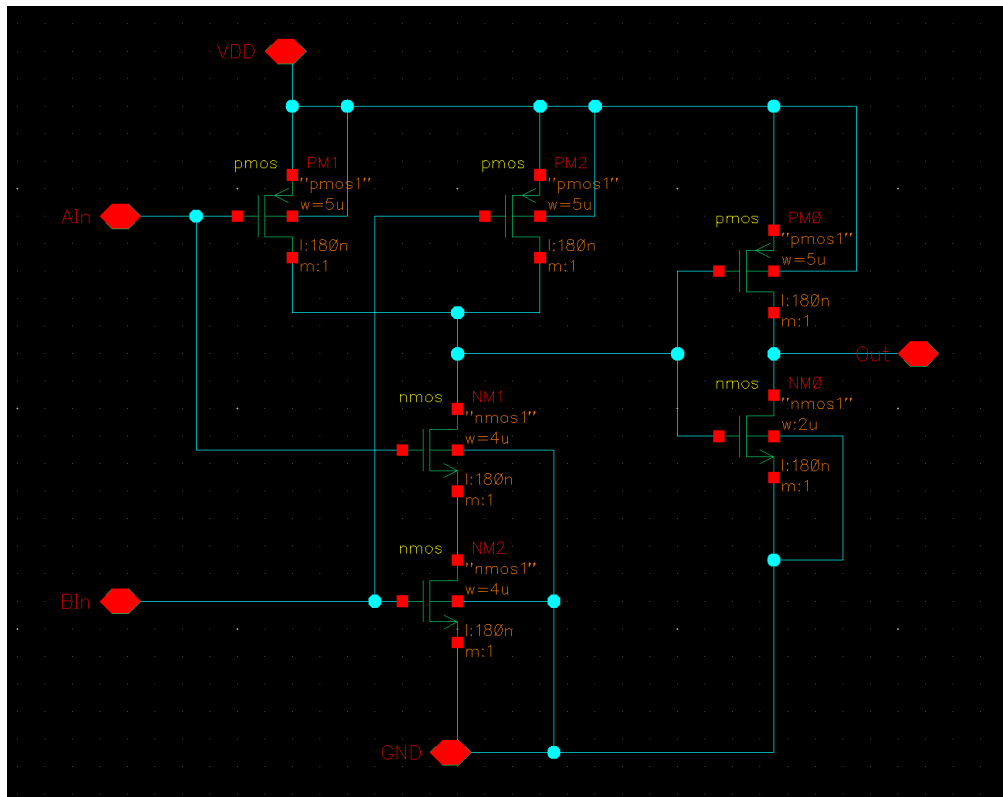 VDD
pmos PM1
"pmos1"
w=5u
l:180n
m:1
pmos PM2
"pmos1"
w=5u
l:180n
m:1
AIn
pmos PM0
"pmos1"
w=5u
l:180n
m:1
Out
nmos NM1
"nmos1"
w=4u
l:180n
m:1
nmos NM0
"nmos1"
w:2u
l:180n
m:1
nmos NM2
"nmos1"
w=4u
l:180n
m:1
BIn
GND